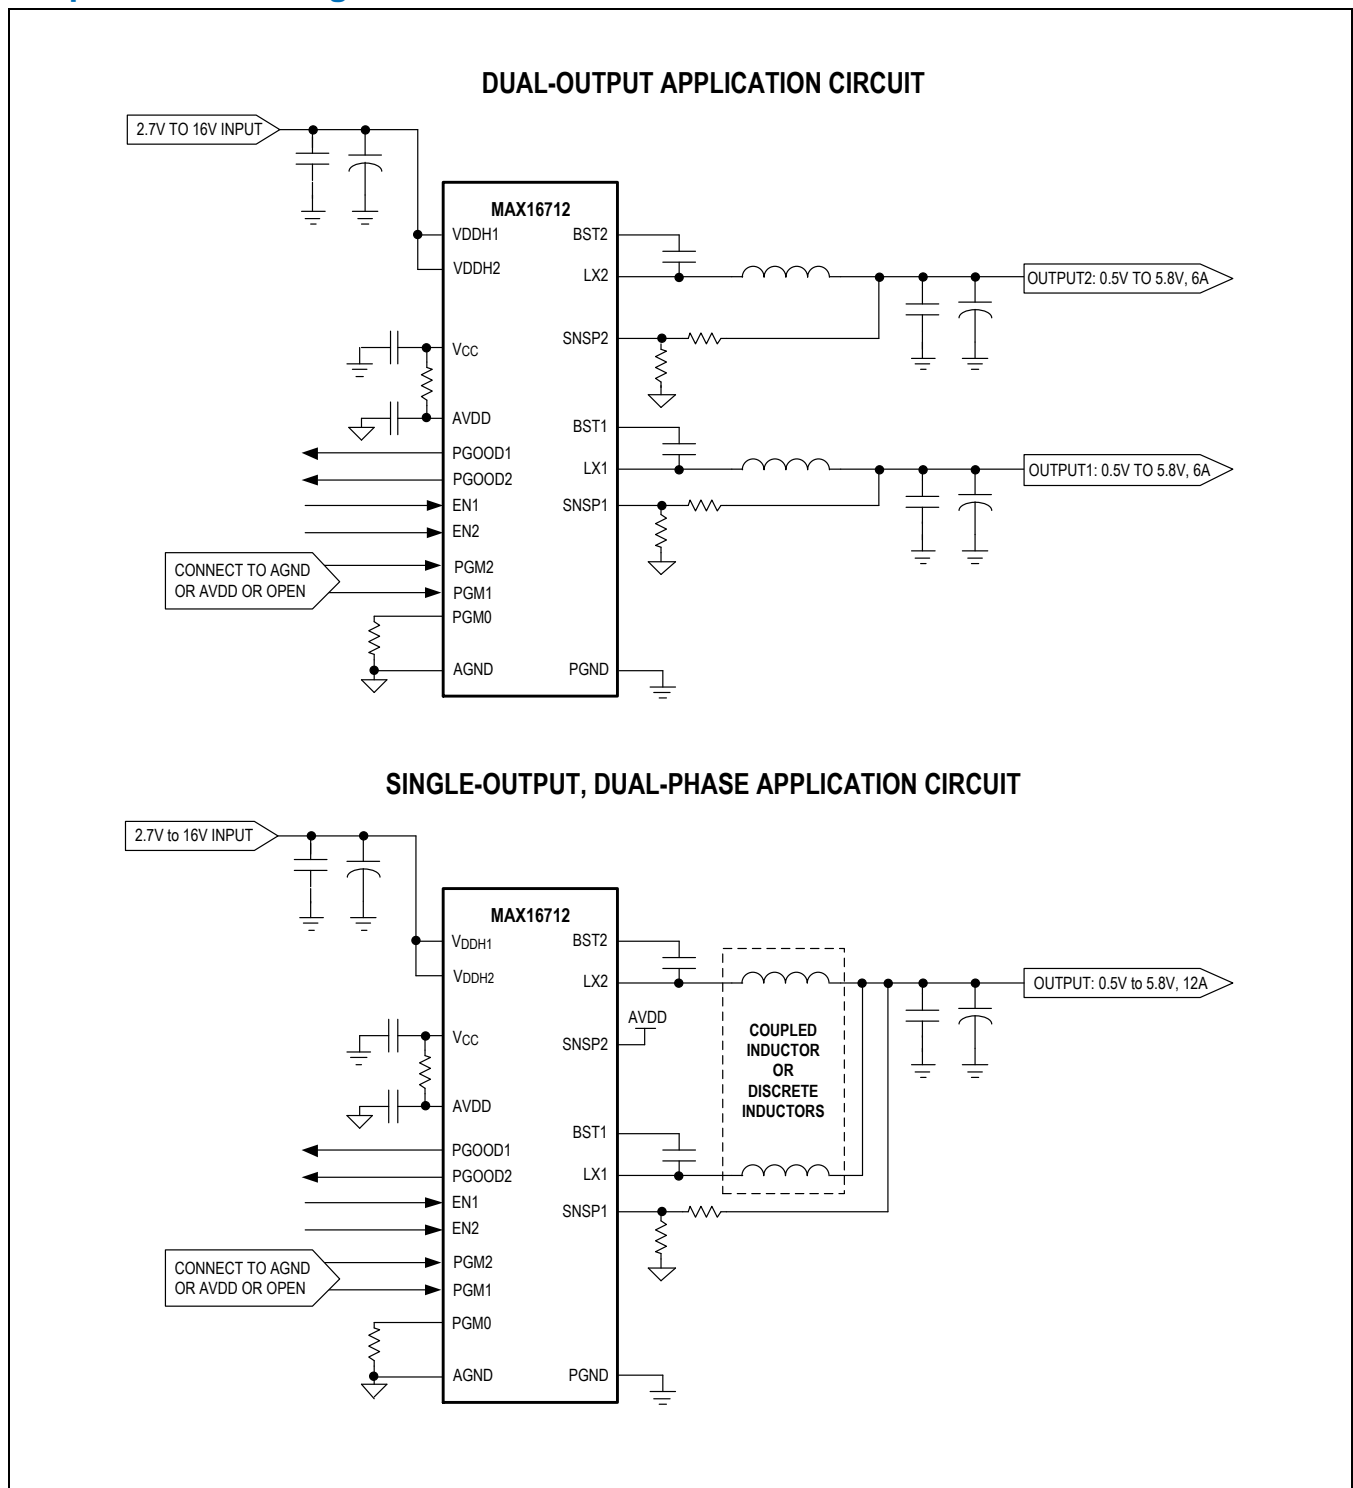 DUAL-OUTPUT APPLICATION CIRCUIT
2.7V TO 16V INPUT
MAX16712
VDDH1
VDDH2
VCC
AVDD
PGOOD1
PGOOD2
EN1
EN2
PGM2
PGM1
PGM0
AGND
BST2
LX2
SNSP2
BST1
LX1
SNSP1
PGND
CONNECT TO AGND
OR AVDD OR OPEN
OUTPUT2: 0.5V TO 5.8V, 6A
OUTPUT1: 0.5V TO 5.8V, 6A
SINGLE-OUTPUT, DUAL-PHASE APPLICATION CIRCUIT
2.7V to 16V INPUT
MAX16712
VDDH1
VDDH2
VCC
AVDD
PGOOD1
PGOOD2
EN1
EN2
PGM2
PGM1
PGM0
AGND
BST2
LX2
SNSP2
BST1
LX1
SNSP1
PGND
CONNECT TO AGND
OR AVDD OR OPEN
AVDD
COUPLED
INDUCTOR
OR
DISCRETE
INDUCTORS
OUTPUT: 0.5V to 5.8V, 12A